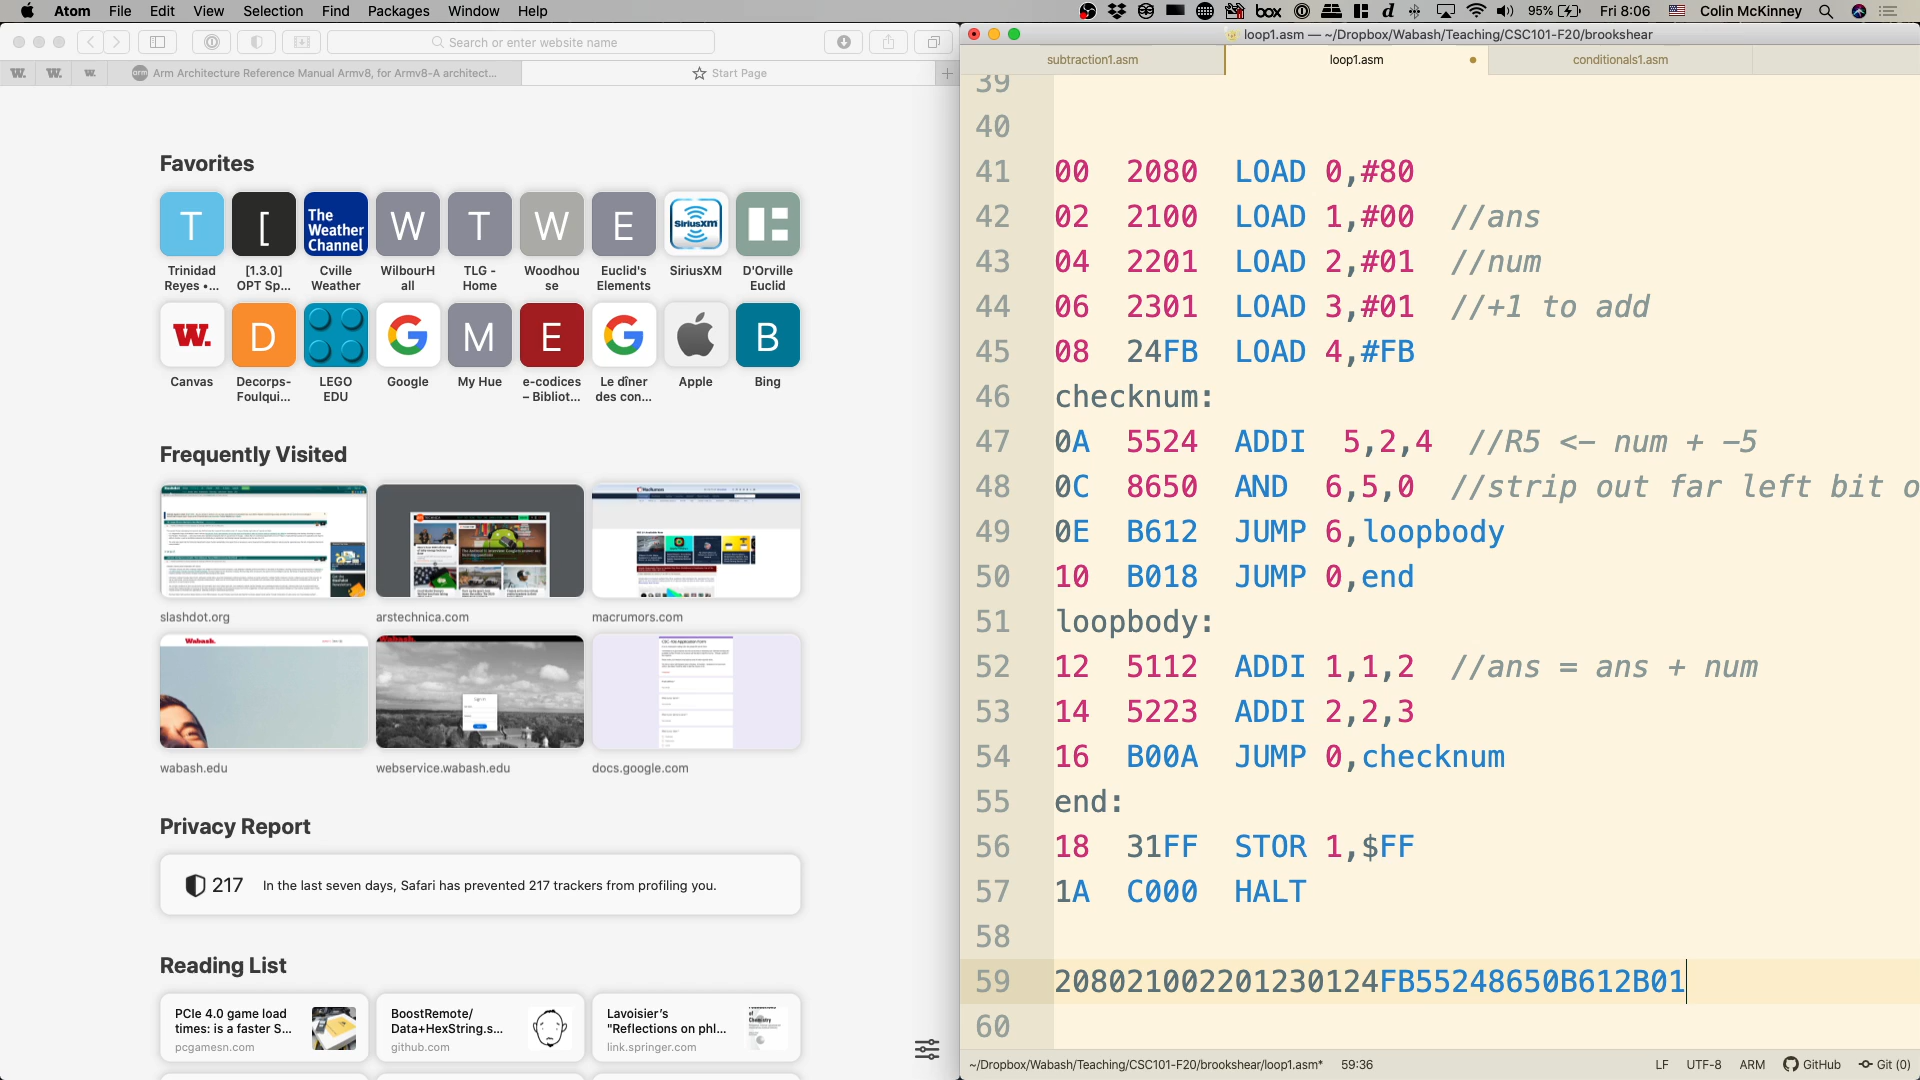 Atom File Edit View Selection Find Packages Window Help
box
95%
Fri 8:06
Colin McKinney
Search or enter website name
W. W. W. arm Arm Architecture Reference Manual Armv8, for Armv8-A architect...
Start Page
Favorites
T [ The Weather Channel W T W E SiriusXM
Trinidad Reyes •... [1.3.0] OPT Sp... Cville Weather WilbourH all TLG - Home Woodhou se Euclid's Elements SiriusXM D'Orville Euclid
W. D G M E G B
Canvas Decorps-Foulqui... LEGO EDU Google My Hue e-codices – Bibliot... Le dîner des con... Apple Bing
Frequently Visited
slashdot.org arstechnica.com macrumors.com
Wabash.
wabash.edu webservice.wabash.edu docs.google.com
Privacy Report
217 In the last seven days, Safari has prevented 217 trackers from profiling you.
Reading List
PCIe 4.0 game load times: is a faster S...
pcgamesn.com
BoostRemote/Data+HexString.s...
github.com
Lavoisier's "Reflections on phl...
link.springer.com
loop1.asm — ~/Dropbox/Wabash/Teaching/CSC101-F20/brookshear
subtraction1.asm loop1.asm conditionals1.asm
39
40
41 00 2080 LOAD 0,#80
42 02 2100 LOAD 1,#00 //ans
43 04 2201 LOAD 2,#01 //num
44 06 2301 LOAD 3,#01 //+1 to add
45 08 24FB LOAD 4,#FB
46 checknum:
47 0A 5524 ADDI 5,2,4 //R5 <- num + -5
48 0C 8650 AND 6,5,0 //strip out far left bit o
49 0E B612 JUMP 6,loopbody
50 10 B018 JUMP 0,end
51 loopbody:
52 12 5112 ADDI 1,1,2 //ans = ans + num
53 14 5223 ADDI 2,2,3
54 16 B00A JUMP 0,checknum
55 end:
56 18 31FF STOR 1,$FF
57 1A C000 HALT
58
59 208021002201230124FB55248650B612B01
60
~/Dropbox/Wabash/Teaching/CSC101-F20/brookshear/loop1.asm* 59:36 LF UTF-8 ARM GitHub Git (0)